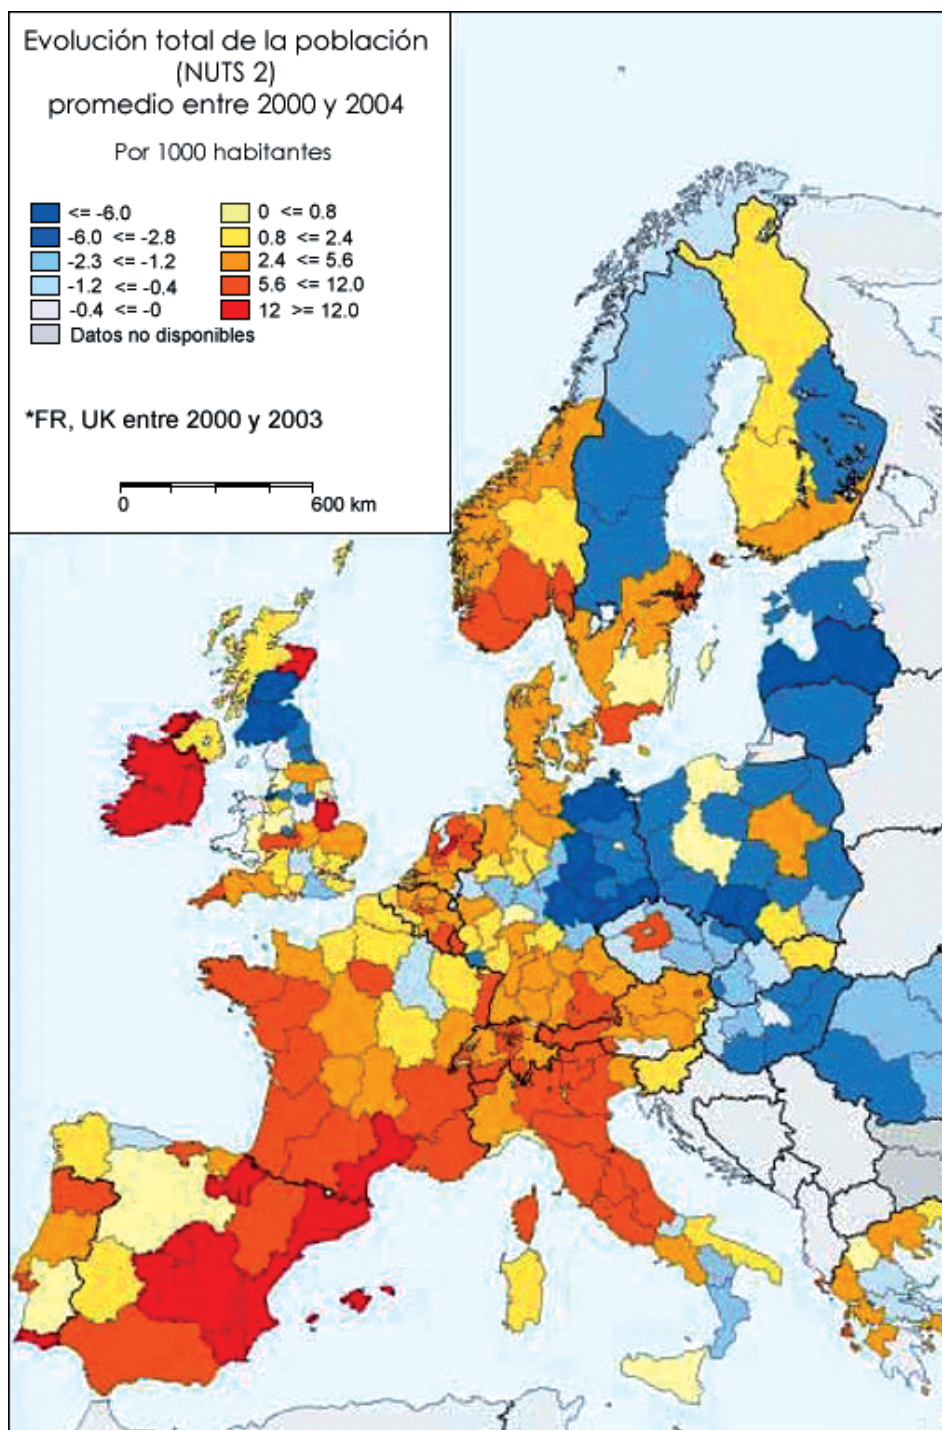 Evolución total de la población
(NUTS 2)
promedio entre 2000 y 2004
Por 1000 habitantes
<= -6.0
-6.0 <= -2.8
-2.3 <= -1.2
-1.2 <= -0.4
-0.4 <= -0
Datos no disponibles
0 <= 0.8
0.8 <= 2.4
2.4 <= 5.6
5.6 <= 12.0
12 >= 12.0
*FR, UK entre 2000 y 2003
0 600 km